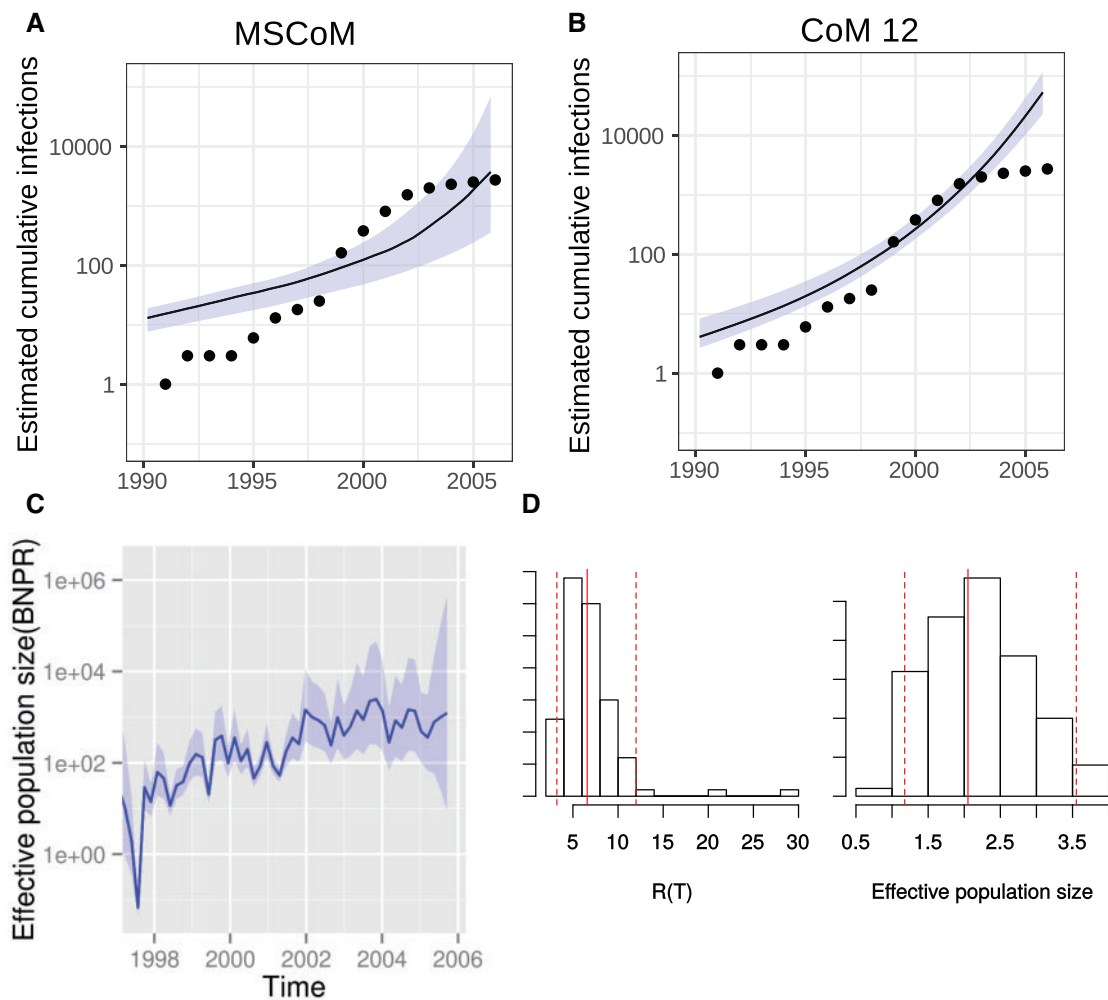 A
MSCoM
Estimated cumulative infections
10000
100
1
1990
1995
2000
2005
B
CoM 12
Estimated cumulative infections
10000
100
1
1990
1995
2000
2005
C
Effective population size(BNPR)
1e+06
1e+04
1e+02
1e+00
1998
2000
2002
2004
2006
Time
D
5
10
15
20
25
30
R(T)
0.5
1.5
2.5
3.5
Effective population size